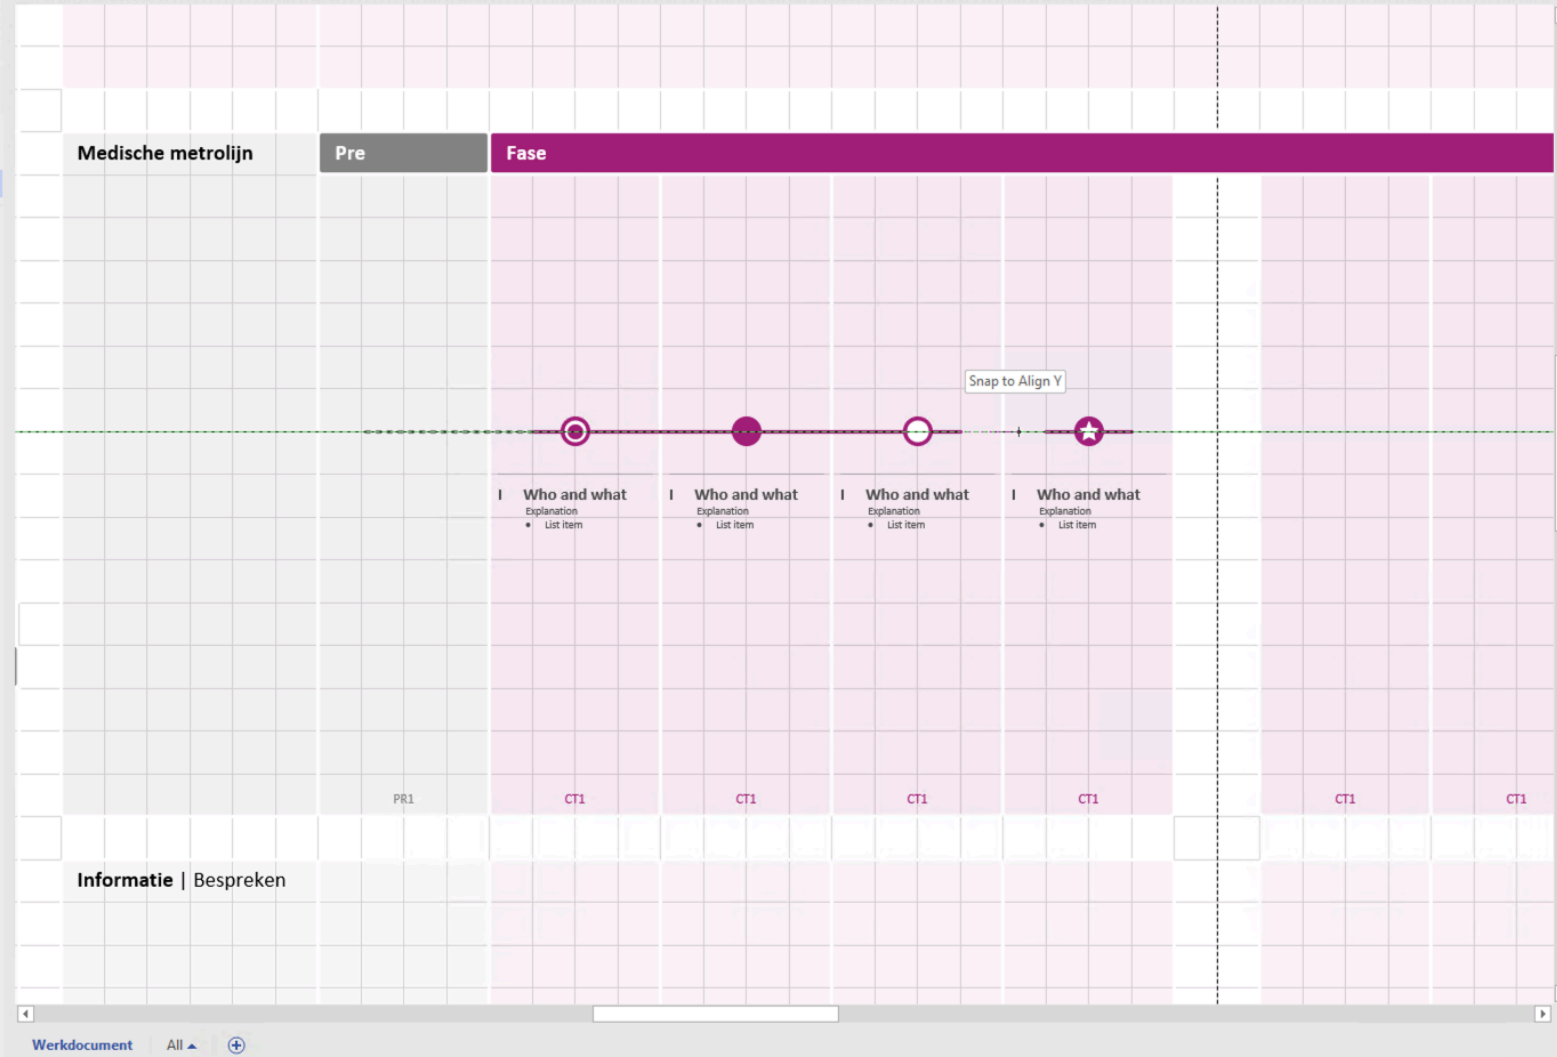 Medische metrolijn
Pre
Fase
Snap to Align Y
I Who and what
Explanation
• List item
I Who and what
Explanation
• List item
I Who and what
Explanation
• List item
I Who and what
Explanation
• List item
PR1
CT1
CT1
CT1
CT1
CT1
CT1
Informatie | Bespreken
Werkdocument
All